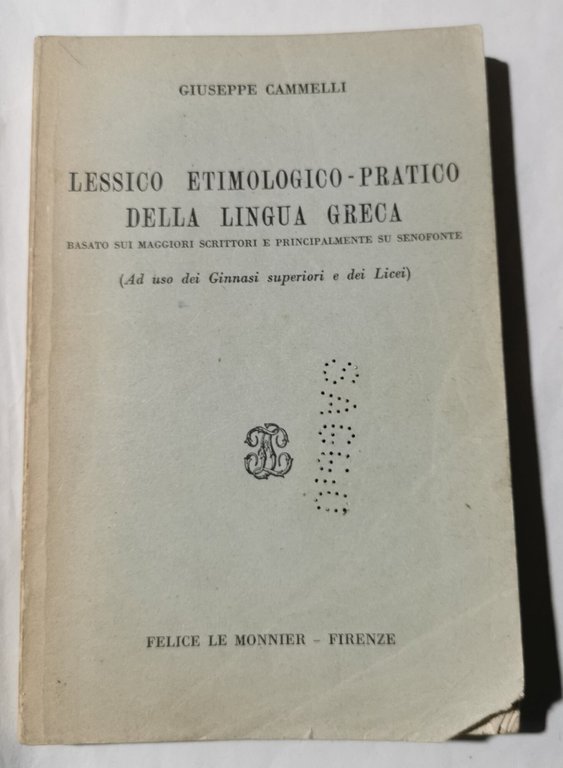 GIUSEPPE CAMMELLI
LESSICO ETIMOLOGICO-PRATICO
DELLA LINGUA GRECA
BASATO SUI MAGGIORI SCRITTORI E PRINCIPALMENTE SU SENOFONTE
(Ad uso dei Ginnasi superiori e dei Licei)
SAGGIO
FELICE LE MONNIER – FIRENZE